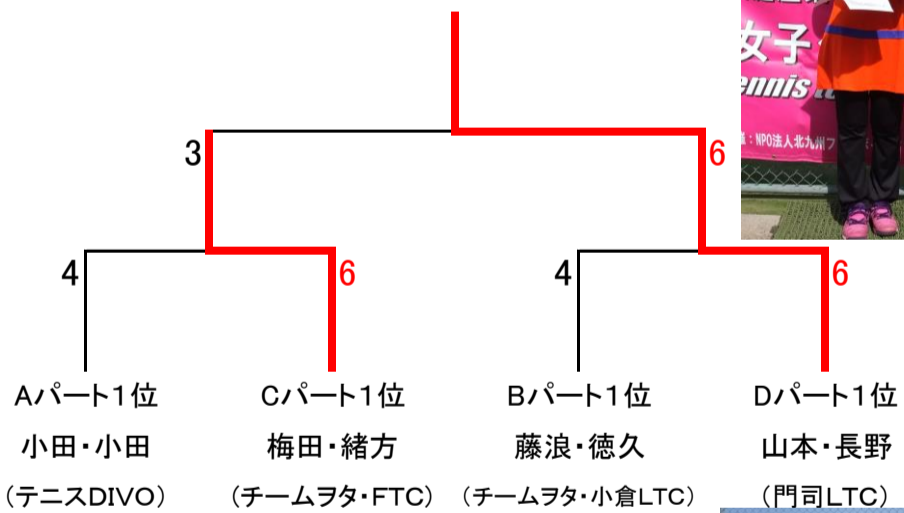 女子
ennis
NPO法人北九州
3
6
4
6
4
6
Aパート1位
Cパート1位
Bパート1位
Dパート1位
小田・小田
梅田・緒方
藤浪・徳久
山本・長野
(テニスDIVO)
(チームヲタ・FTC)
(チームヲタ・小倉LTC)
(門司LTC)